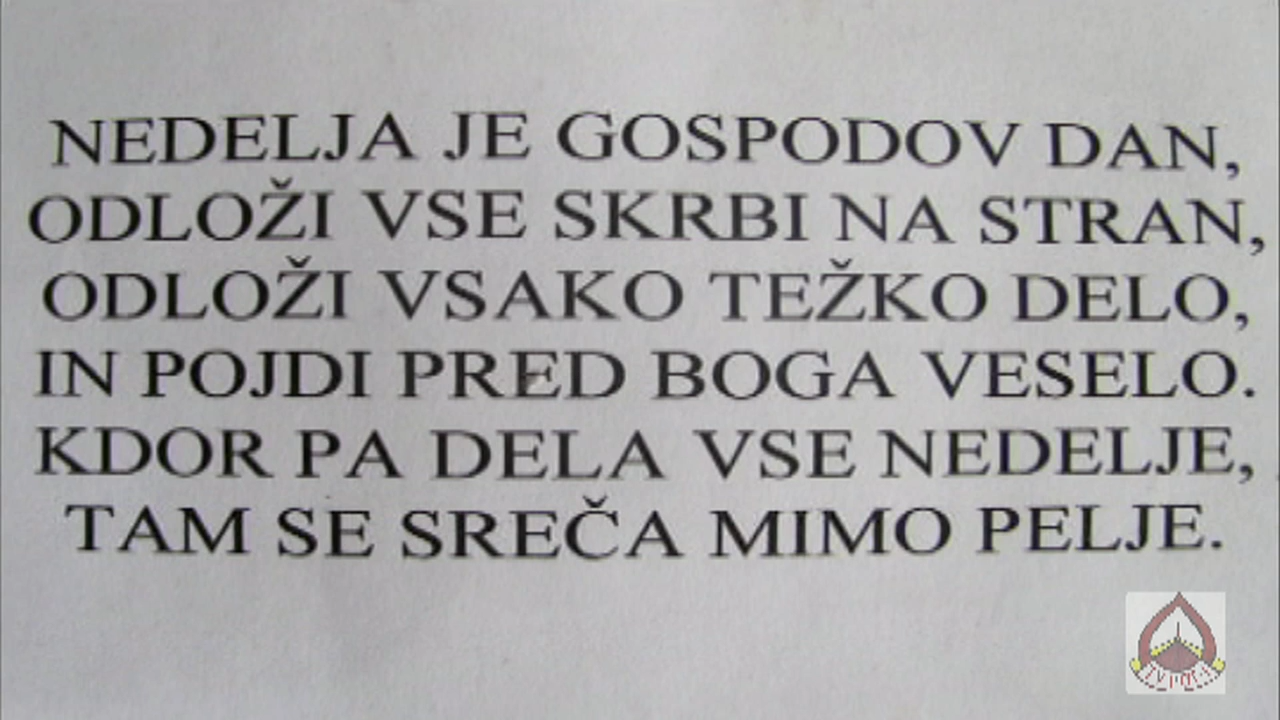 NEDELJA JE GOSPODOV DAN,
ODLOŽI VSE SKRBI NA STRAN,
ODLOŽI VSAKO TEŽKO DELO,
IN POJDI PRED BOGA VESELO.
KDOR PA DELA VSE NEDELJE,
TAM SE SREČA MIMO PELJE.